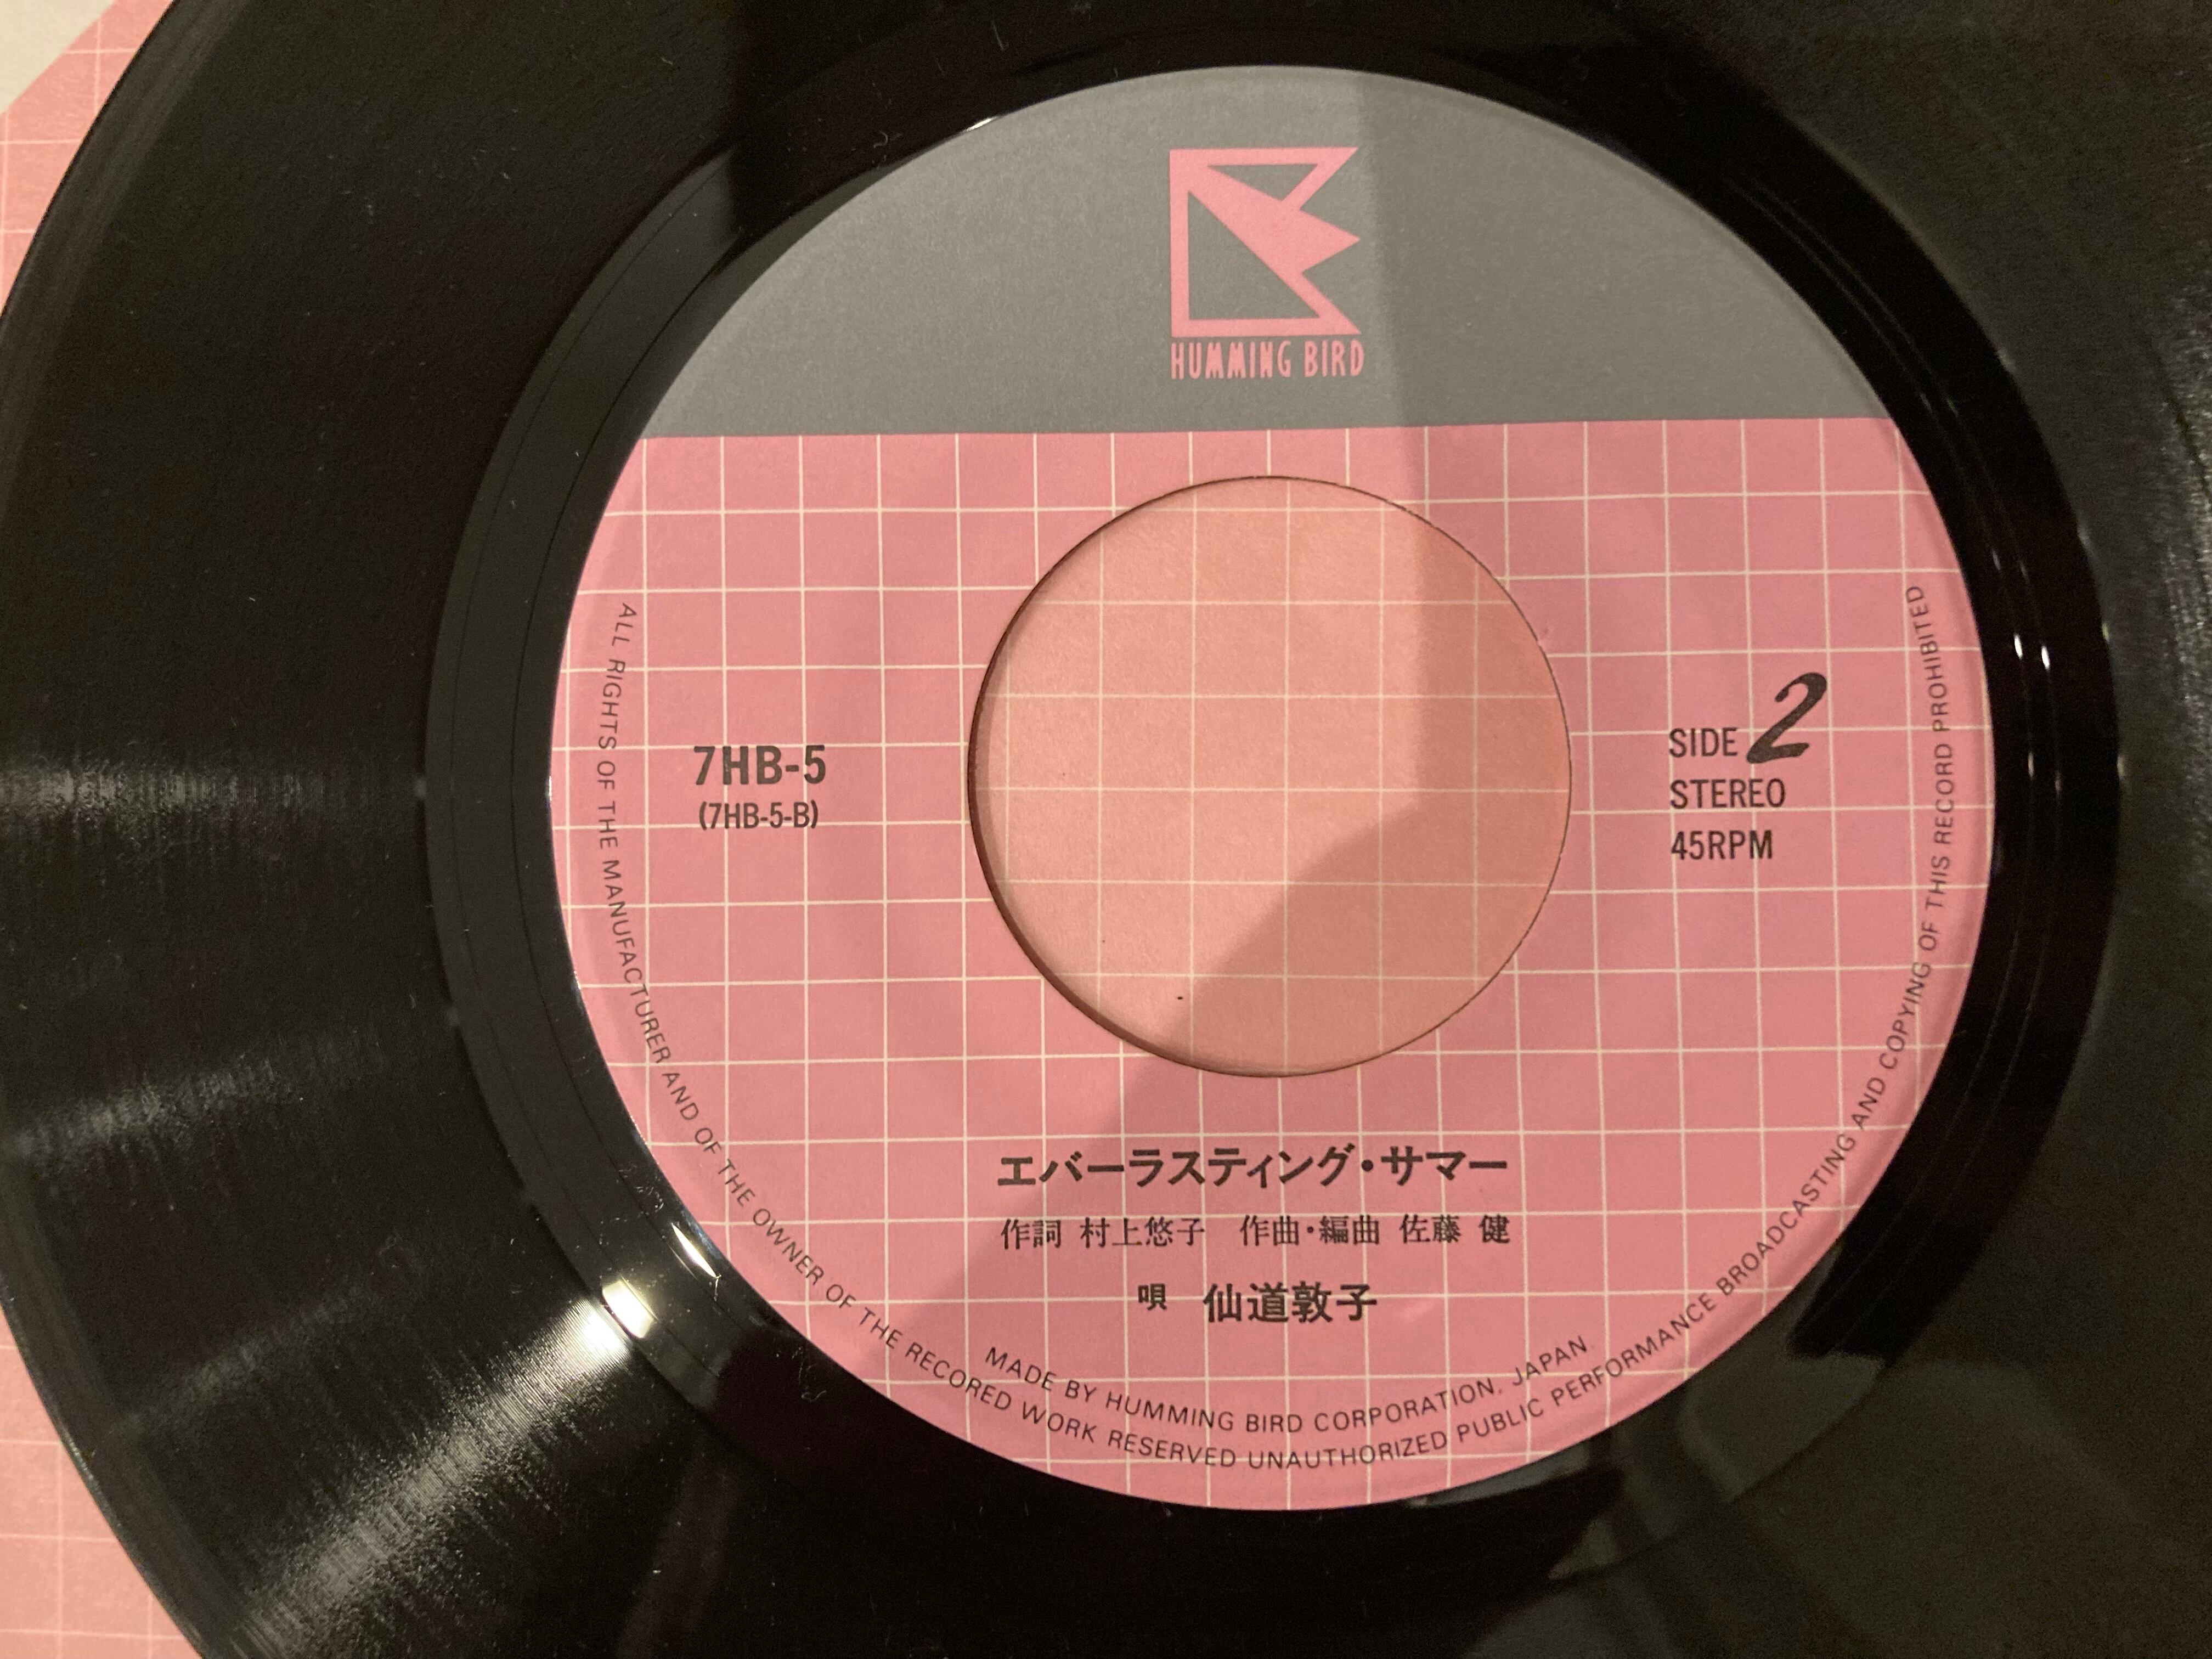 HUMMING BIRD
7HB-5
(7HB-5-B)
SIDE 2
STEREO
45RPM
エバーラスティング・サマー
作詞 村上悠子 作曲・編曲 佐藤 健
唄 仙道敦子
MADE BY HUMMING BIRD CORPORATION, JAPAN
ALL RIGHTS OF THE MANUFACTURER AND OF THE OWNER OF THE RECORED WORK RESERVED UNAUTHORIZED PUBLIC PERFORMANCE BROADCASTING AND COPYING OF THIS RECORD PROHIBITED